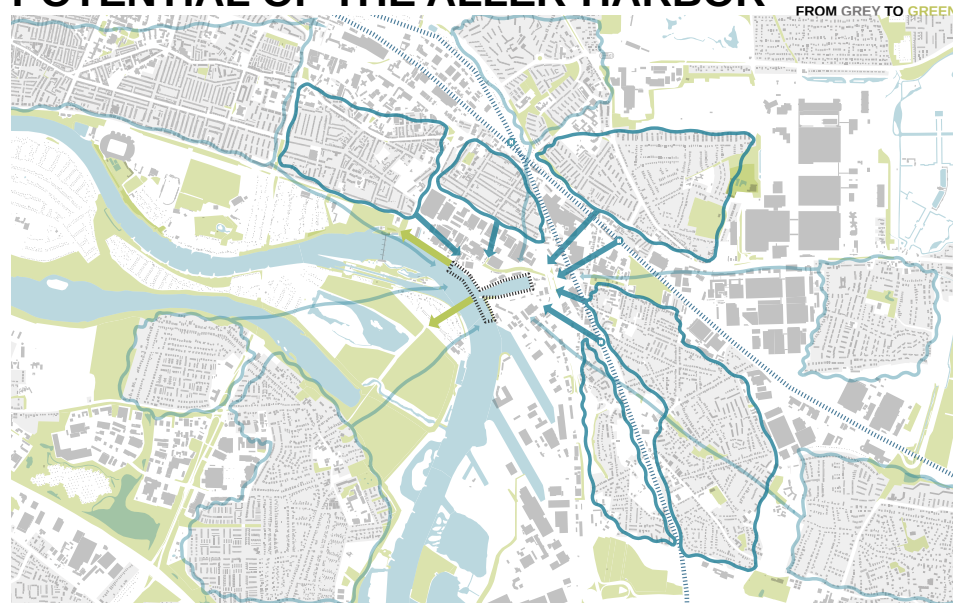 POTENTIAL OF THE ALLER HARBOR
FROM GREY TO GREEN